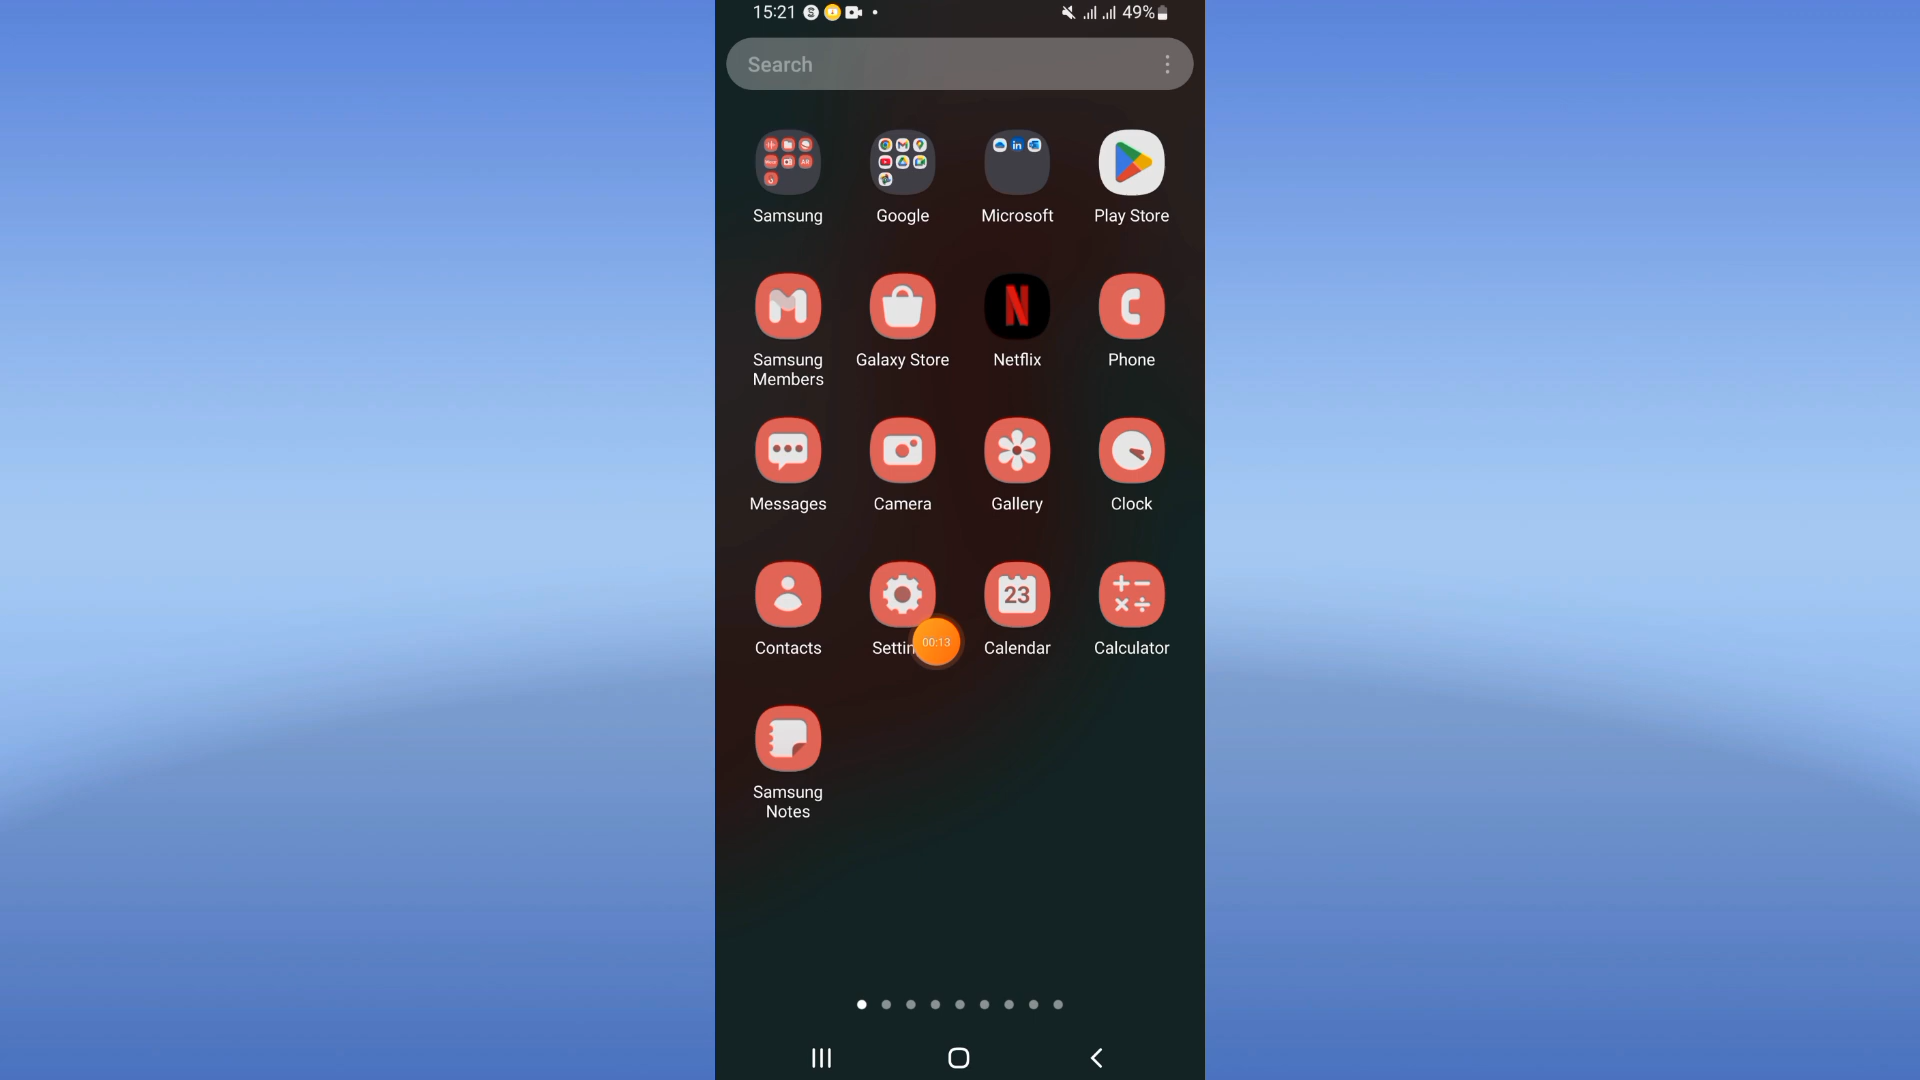 15:21
49%
Search
Samsung
Google
Microsoft
Play Store
Samsung
Members
Galaxy Store
Netflix
Phone
Messages
Camera
Gallery
Clock
23
Contacts
Settin
00:13
Calendar
Calculator
Samsung
Notes